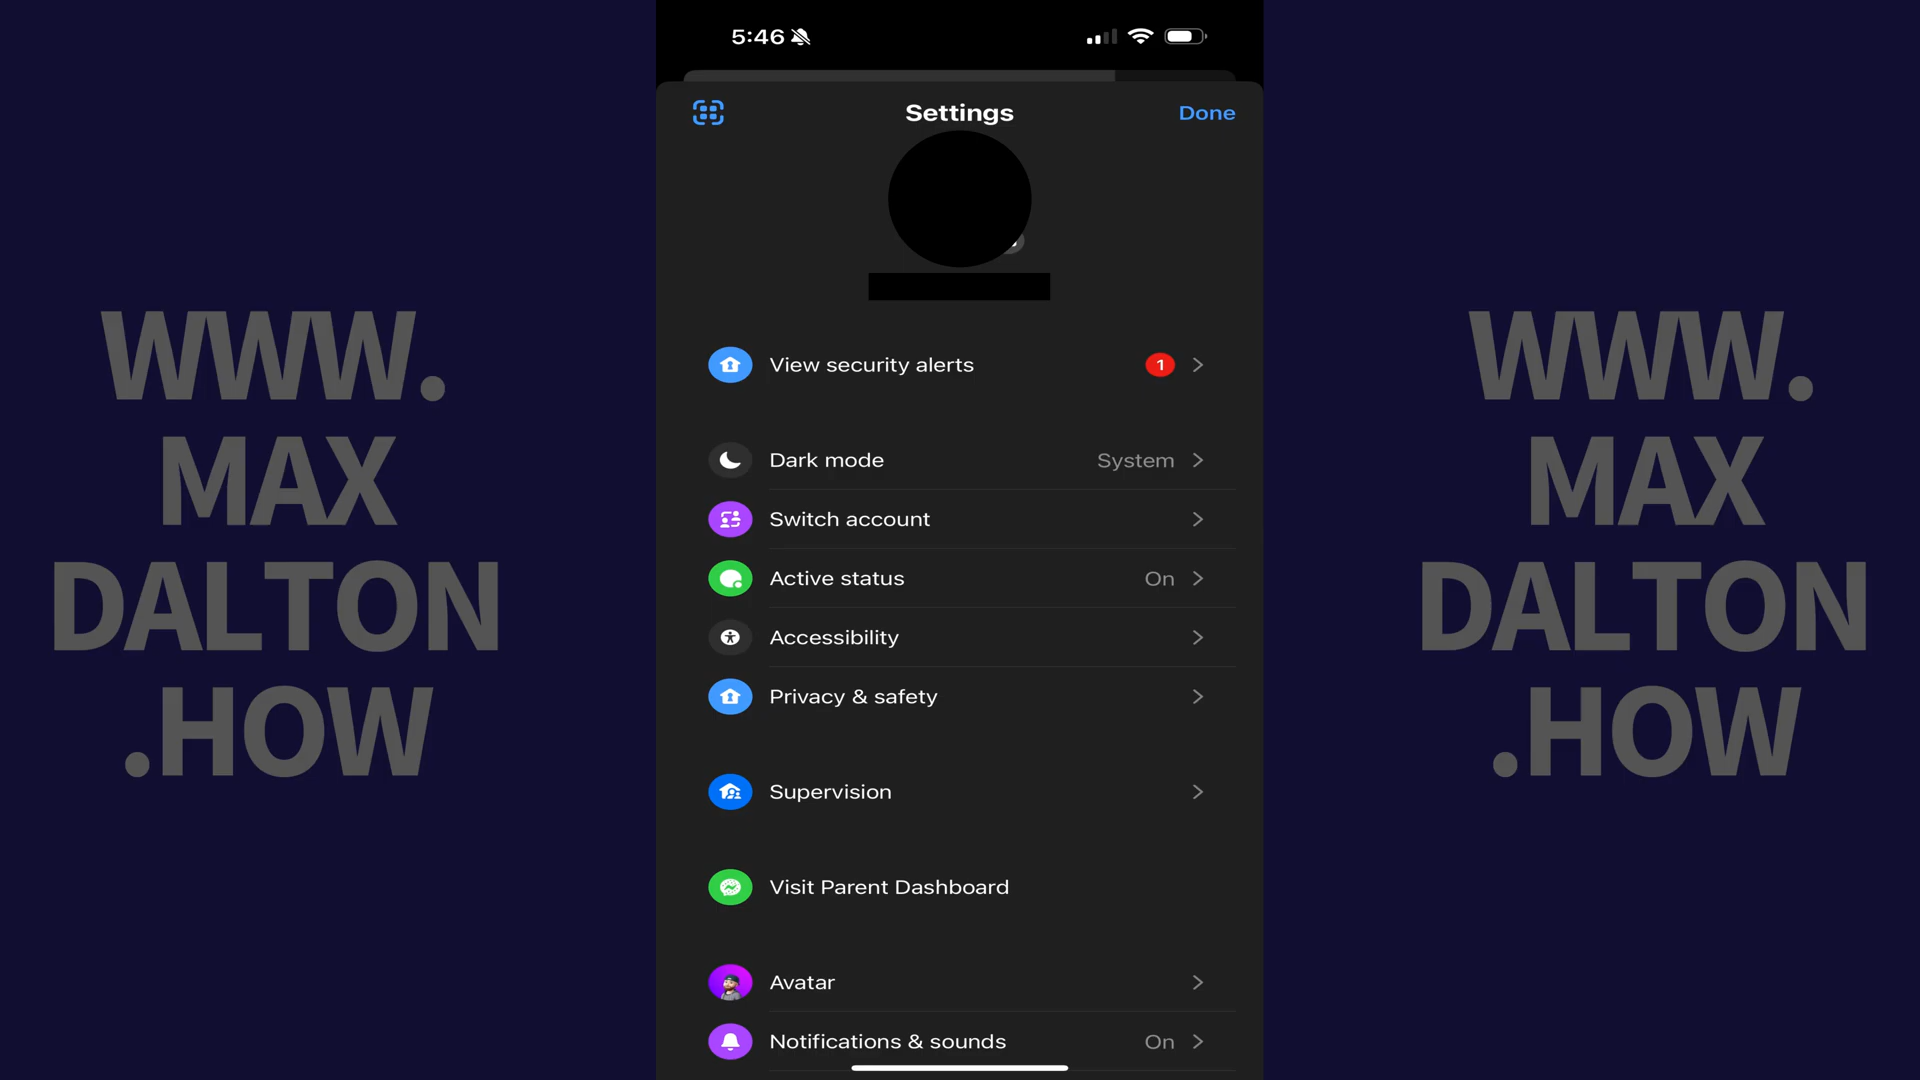 WWW.
MAX
DALTON
.HOW
5:46
Settings
Done
View security alerts
1
Dark mode
System
Switch account
Active status
On
Accessibility
Privacy & safety
Supervision
Visit Parent Dashboard
Avatar
Notifications & sounds
On
WWW.
MAX
DALTON
.HOW